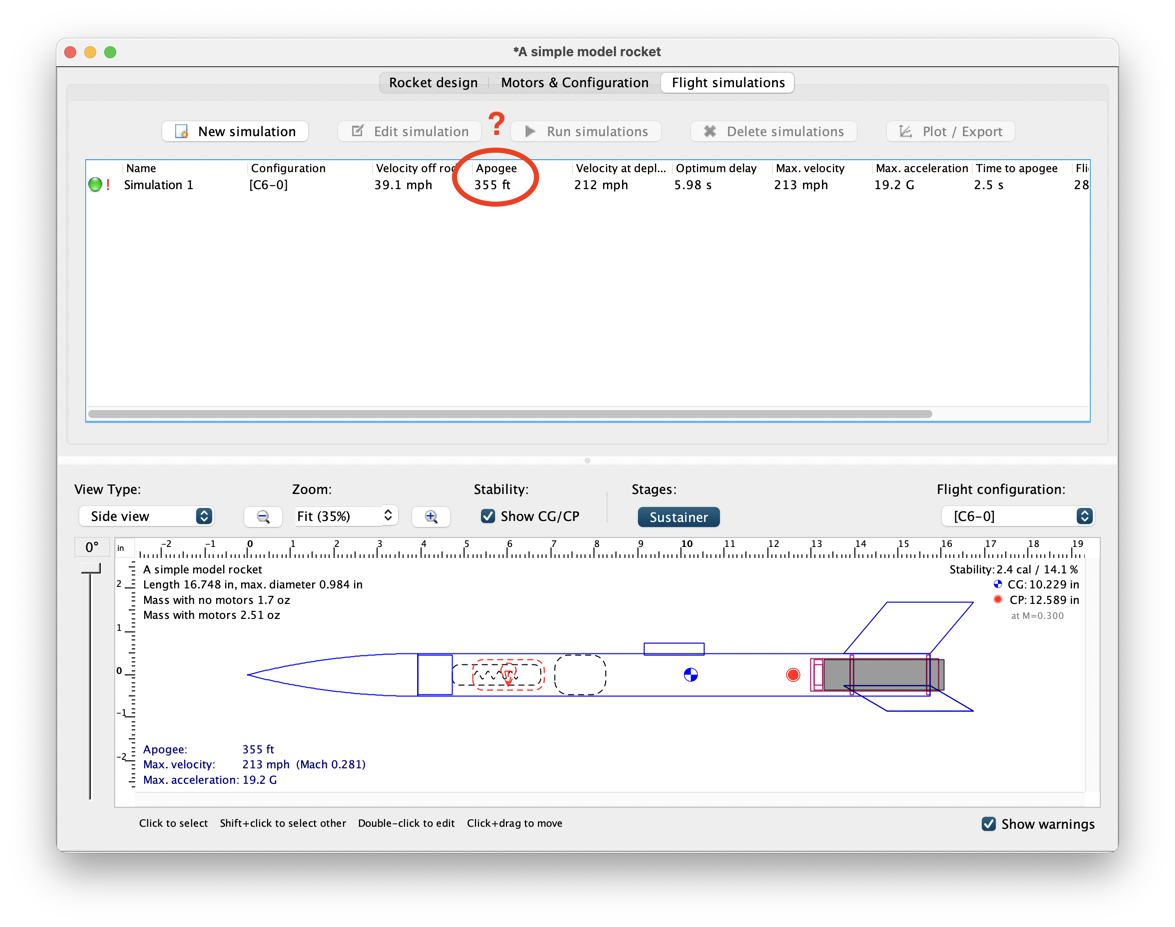 *A simple model rocket
Rocket design Motors & Configuration Flight simulations
New simulation Edit simulation ? Run simulations Delete simulations Plot / Export
Name Configuration Velocity off rod Apogee Velocity at depl... Optimum delay Max. velocity Max. acceleration Time to apogee Fli
! Simulation 1 [C6-0] 39.1 mph 355 ft 212 mph 5.98 s 213 mph 19.2 G 2.5 s 28
View Type: Zoom: Stability: Stages: Flight configuration:
Side view Fit (35%) Show CG/CP Sustainer [C6-0]
0° in -2 -1 0 1 2 3 4 5 6 7 8 9 10 11 12 13 14 15 16 17 18 19
A simple model rocket Stability: 2.4 cal / 14.1 %
Length 16.748 in, max. diameter 0.984 in CG: 10.229 in
2
Mass with no motors 1.7 oz CP: 12.589 in
Mass with motors 2.51 oz at M=0.300
1
0
-1
Apogee: 355 ft
-2
Max. velocity: 213 mph (Mach 0.281)
Max. acceleration: 19.2 G
Click to select Shift+click to select other Double-click to edit Click+drag to move Show warnings